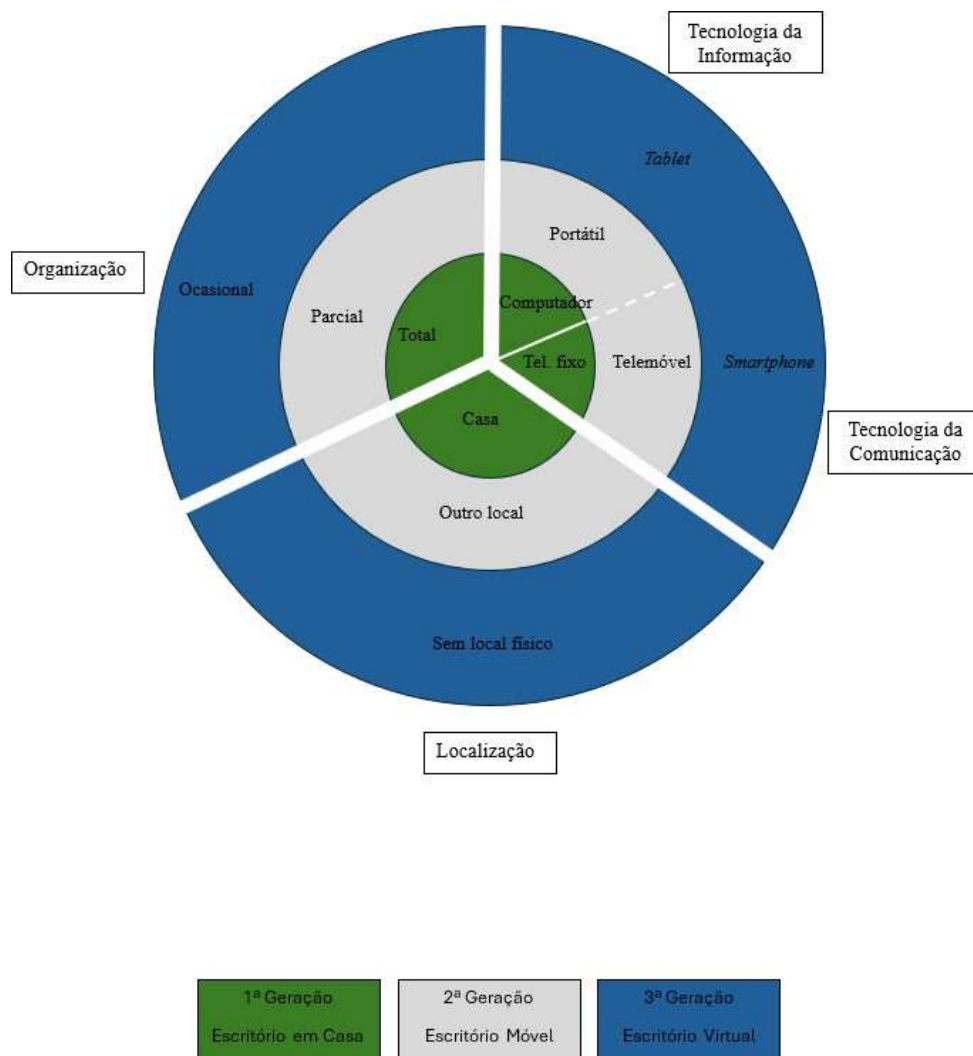 Tecnologia da
Informação
Tablet
Portátil
Organização
Ocasional
Computador
Parcial
Total
Tel. fixo
Telemóvel
Smartphone
Casa
Tecnologia da
Comunicação
Outro local
Sem local físico
Localização
1ª Geração
Escritório em Casa
2ª Geração
Escritório Móvel
3ª Geração
Escritório Virtual